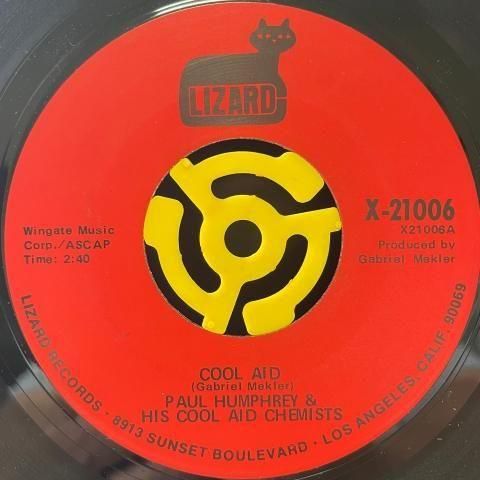 LIZARD
X-21006
X21006A
Produced by
Gabriel Mekler
Wingate Music
Corp./ASCAP
Time: 2:40
COOL AID
(Gabriel Mekler)
PAUL HUMPHREY &
HIS COOL AID CHEMISTS
LIZARD RECORDS • 8913 SUNSET BOULEVARD • LOS ANGELES, CALIF. 90069